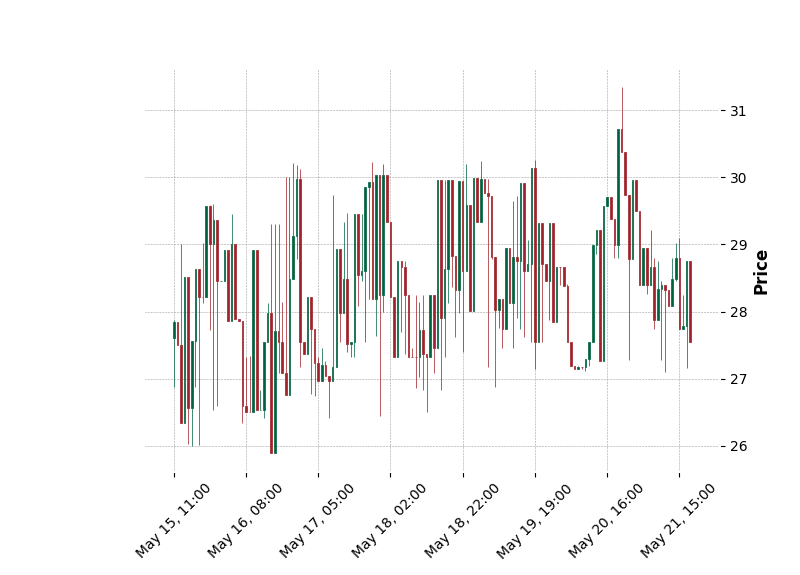 31
30
29
28
27
26
Price
May 15, 11:00
May 16, 08:00
May 17, 05:00
May 18, 02:00
May 18, 22:00
May 19, 19:00
May 20, 16:00
May 21, 15:00